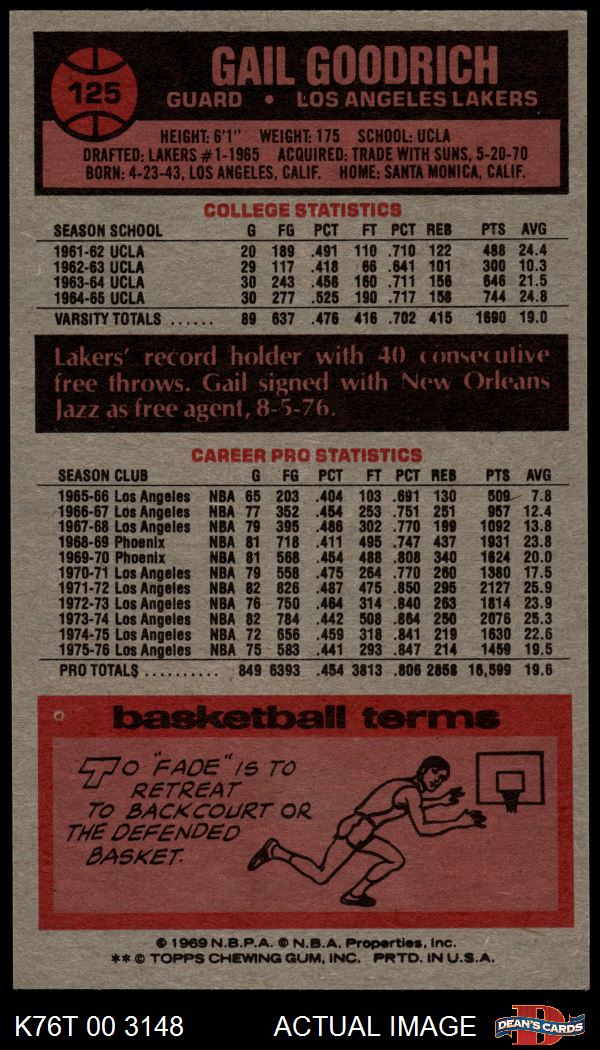 125
GAIL GOODRICH
GUARD • LOS ANGELES LAKERS
HEIGHT: 6'1" WEIGHT: 175 SCHOOL: UCLA
DRAFTED: LAKERS #1-1965 ACQUIRED: TRADE WITH SUNS, 5-20-70
BORN: 4-23-43, LOS ANGELES, CALIF. HOME: SANTA MONICA, CALIF.
COLLEGE STATISTICS
SEASON SCHOOL G FG PCT FT PCT REB PTS AVG
1961-62 UCLA 20 189 .491 110 .710 122 488 24.4
1962-63 UCLA 29 117 .418 66 .641 101 300 10.3
1963-64 UCLA 30 243 .458 160 .711 156 646 21.5
1964-65 UCLA 30 277 .525 190 .717 158 744 24.8
VARSITY TOTALS ...... 89 637 .476 416 .702 415 1690 19.0
Lakers' record holder with 40 consecutive
free throws. Gail signed with New Orleans
Jazz as free agent, 8-5-76.
CAREER PRO STATISTICS
SEASON CLUB G FG PCT FT PCT REB PTS AVG
1965-66 Los Angeles NBA 65 203 .404 103 .691 130 509 7.8
1966-67 Los Angeles NBA 77 352 .454 253 .751 251 957 12.4
1967-68 Los Angeles NBA 79 395 .486 302 .770 199 1092 13.8
1968-69 Phoenix NBA 81 718 .411 495 .747 437 1931 23.8
1969-70 Phoenix NBA 81 568 .454 488 .808 340 1624 20.0
1970-71 Los Angeles NBA 79 558 .475 264 .770 260 1380 17.5
1971-72 Los Angeles NBA 82 826 .487 475 .850 295 2127 25.9
1972-73 Los Angeles NBA 76 750 .464 314 .840 263 1814 23.9
1973-74 Los Angeles NBA 82 784 .442 508 .864 250 2076 25.3
1974-75 Los Angeles NBA 72 656 .459 318 .841 219 1630 22.6
1975-76 Los Angeles NBA 75 583 .441 293 .847 214 1459 19.5
PRO TOTALS .......... 849 6393 .454 3813 .806 2858 16,599 19.6
basketball terms
TO "FADE" IS TO
RETREAT
TO BACKCOURT OR
THE DEFENDED
BASKET.
© 1969 N.B.P.A. © N.B.A. Properties, Inc.
** © TOPPS CHEWING GUM, INC. PRTD. IN U.S.A.
K76T 00 3148 ACTUAL IMAGE DEAN'S CARDS